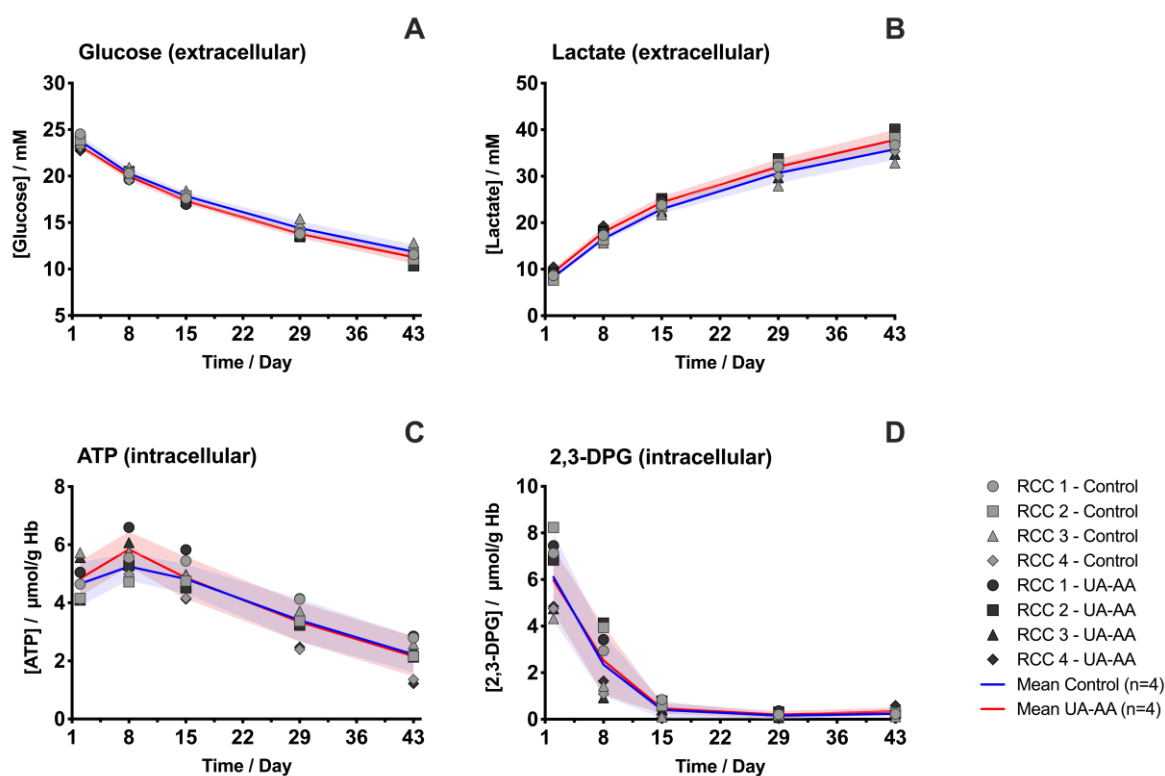 A
Glucose (extracellular)
[Glucose] / mM
30
25
20
15
10
5
1 8 15 22 29 36 43
Time / Day
B
Lactate (extracellular)
[Lactate] / mM
50
40
30
20
10
0
1 8 15 22 29 36 43
Time / Day
C
ATP (intracellular)
[ATP] / µmol/g Hb
8
6
4
2
0
1 8 15 22 29 36 43
Time / Day
D
2,3-DPG (intracellular)
[2,3-DPG] / µmol/g Hb
10
8
6
4
2
0
1 8 15 22 29 36 43
Time / Day
RCC 1 - Control
RCC 2 - Control
RCC 3 - Control
RCC 4 - Control
RCC 1 - UA-AA
RCC 2 - UA-AA
RCC 3 - UA-AA
RCC 4 - UA-AA
Mean Control (n=4)
Mean UA-AA (n=4)